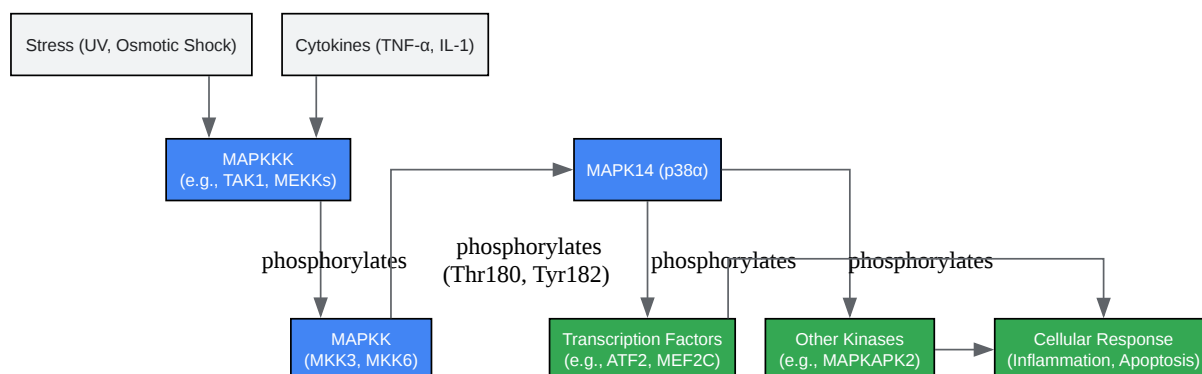 Stress (UV, Osmotic Shock)
Cytokines (TNF-α, IL-1)
MAPKKK
(e.g., TAK1, MEKKs)
MAPK14 (p38α)
phosphorylates
phosphorylates
(Thr180, Tyr182)
phosphorylates
phosphorylates
MAPKK
(MKK3, MKK6)
Transcription Factors
(e.g., ATF2, MEF2C)
Other Kinases
(e.g., MAPKAPK2)
Cellular Response
(Inflammation, Apoptosis)